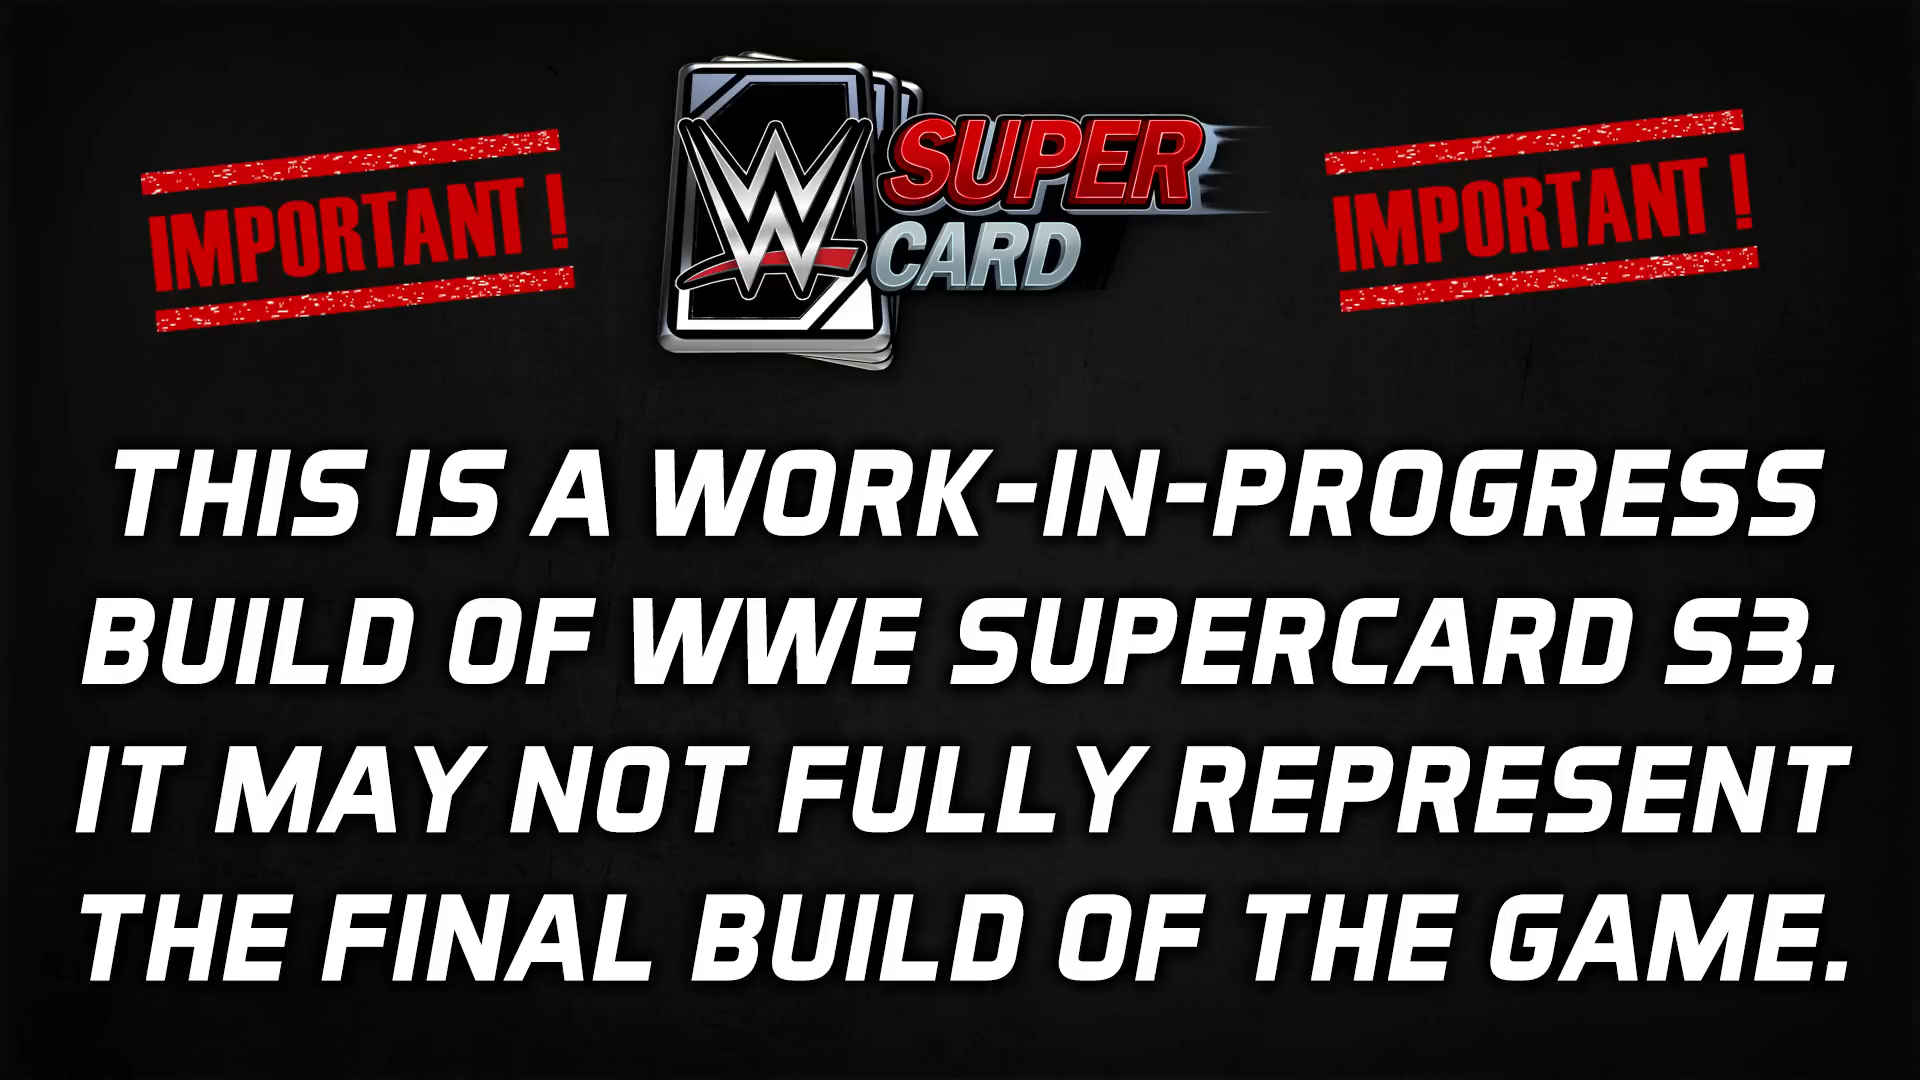 IMPORTANT !
W
SUPER
CARD
IMPORTANT !
THIS IS A WORK-IN-PROGRESS
BUILD OF WWE SUPERCARD S3.
IT MAY NOT FULLY REPRESENT
THE FINAL BUILD OF THE GAME.